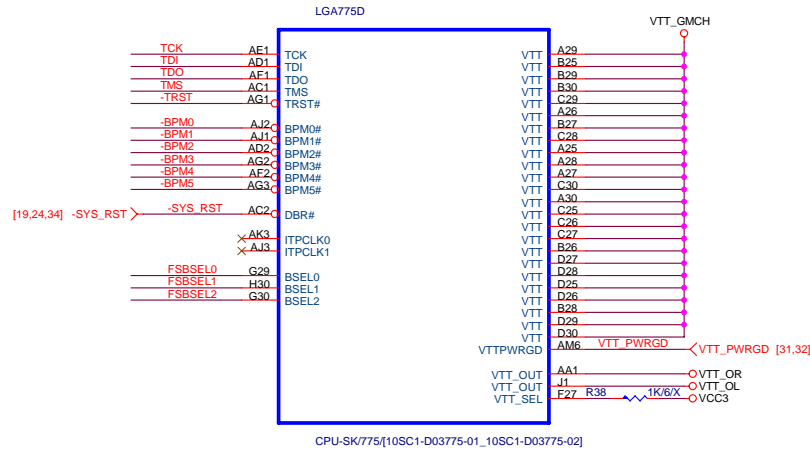 LGA775D
VTT_GMCH
TCK AE1 TCK VTT A29
TDI AD1 TDI VTT B25
TDO AF1 TDO VTT B29
TMS AC1 TMS VTT B30
-TRST AG1 TRST# VTT C29
VTT A26
-BPM0 AJ2 BPM0# VTT B27
-BPM1 AJ1 BPM1# VTT C28
-BPM2 AD2 BPM2# VTT A25
-BPM3 AG2 BPM3# VTT A28
-BPM4 AF2 BPM4# VTT A27
-BPM5 AG3 BPM5# VTT C30
VTT A30
[19,24,34] -SYS_RST -SYS_RST AC2 DBR# VTT C25
VTT C26
AK3 ITPCLK0 VTT C27
AJ3 ITPCLK1 VTT B26
VTT D27
FSBSEL0 G29 BSEL0 VTT D28
FSBSEL1 H30 BSEL1 VTT D25
FSBSEL2 G30 BSEL2 VTT D26
VTT B28
VTT D29
VTT D30
VTTPWRGD AM6 VTT_PWRGD VTT_PWRGD [31,32]
VTT_OUT AA1 VTT_OR
VTT_OUT J1 VTT_OL
VTT_SEL F27 R38 1K/6/X VCC3
CPU-SK/775/[10SC1-D03775-01_10SC1-D03775-02]